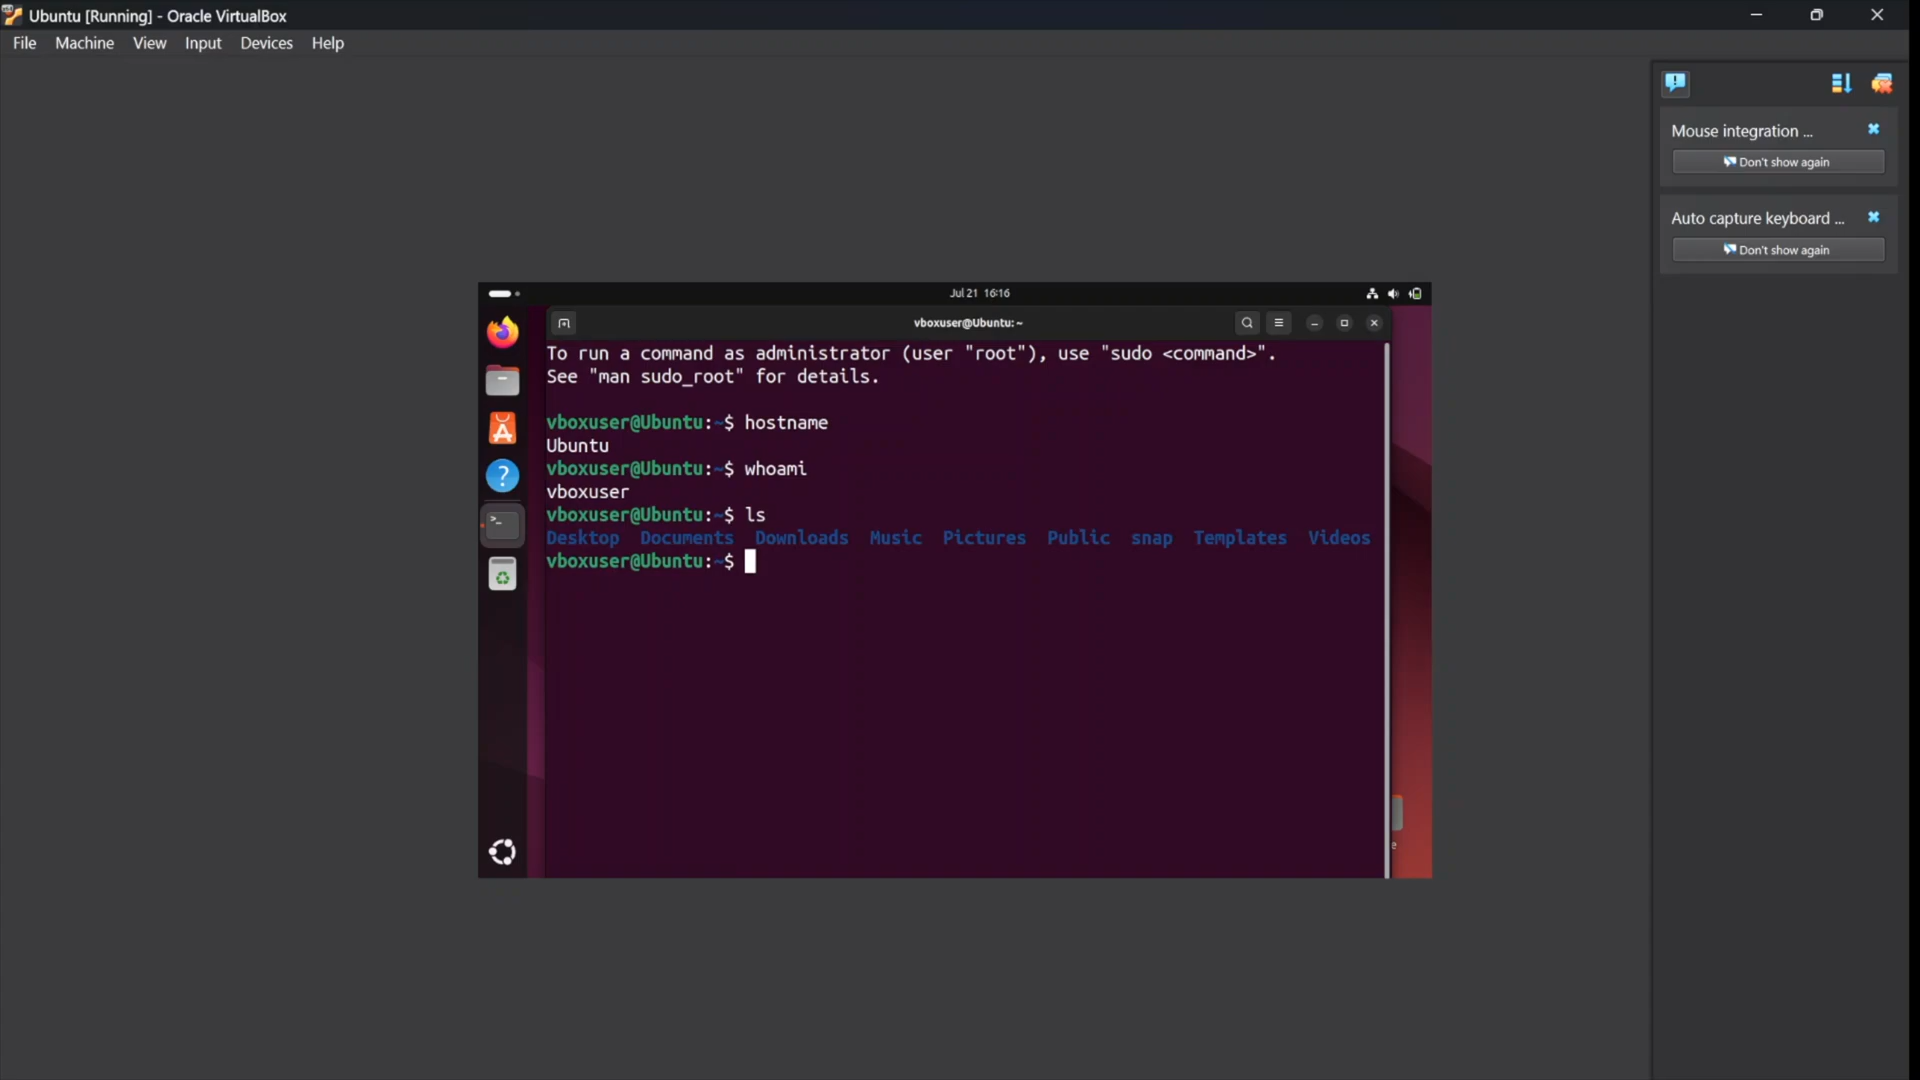 Ubuntu [Running] - Oracle VirtualBox
File Machine View Input Devices Help
Mouse integration ...
Don't show again
Auto capture keyboard ...
Don't show again
Jul 21 16:16
vboxuser@Ubuntu: ~
To run a command as administrator (user "root"), use "sudo <command>".
See "man sudo_root" for details.
vboxuser@Ubuntu:~$ hostname
Ubuntu
vboxuser@Ubuntu:~$ whoami
vboxuser
vboxuser@Ubuntu:~$ ls
Desktop Documents Downloads Music Pictures Public snap Templates Videos
vboxuser@Ubuntu:~$
e